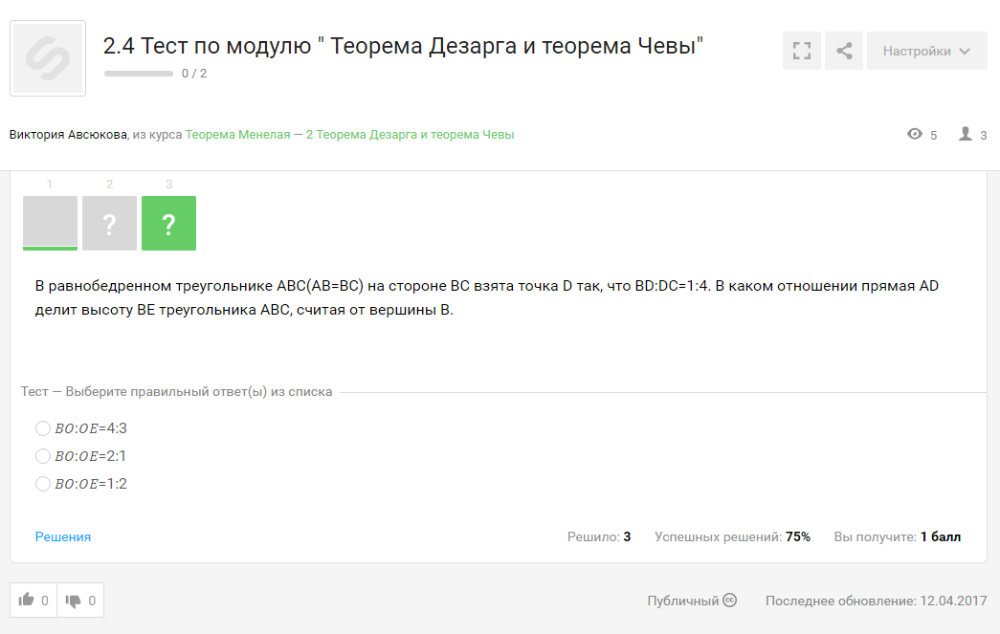 2.4 Тест по модулю " Теорема Дезарга и теорема Чевы"
0 / 2
Настройки
Виктория Авсюкова, из курса Теорема Менелая — 2 Теорема Дезарга и теорема Чевы
5
3
1 2 3
? ?
В равнобедренном треугольнике ABC(AB=BC) на стороне BC взята точка D так, что BD:DC=1:4. В каком отношении прямая AD
делит высоту BE треугольника ABC, считая от вершины B.
Тест — Выберите правильный ответ(ы) из списка
BO:OE=4:3
BO:OE=2:1
BO:OE=1:2
Решения
Решило: 3 Успешных решений: 75% Вы получите: 1 балл
0 0
Публичный cc Последнее обновление: 12.04.2017